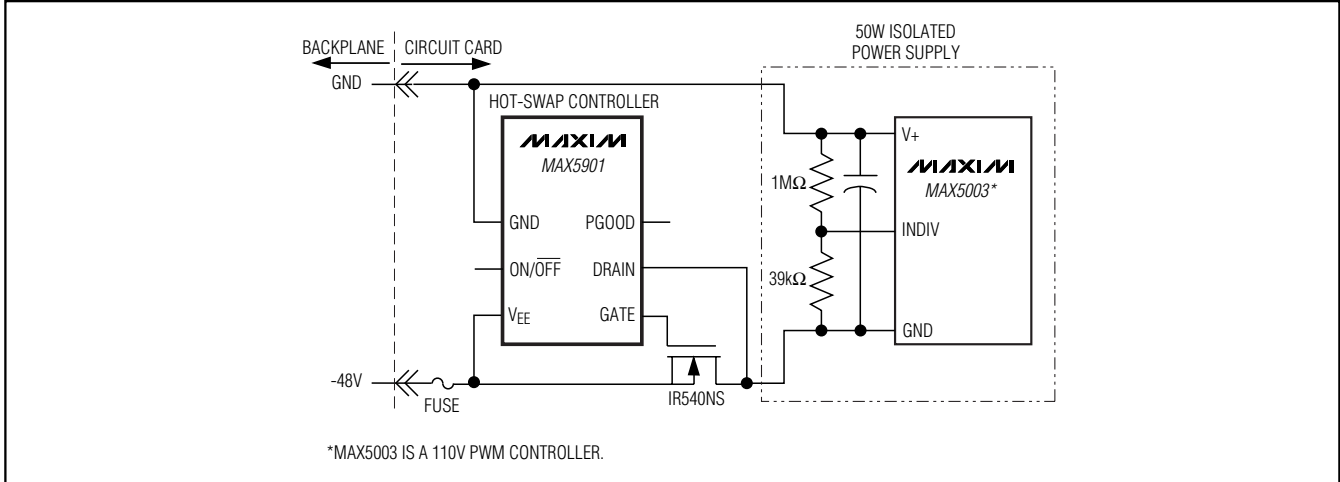 50W ISOLATED
POWER SUPPLY
BACKPLANE CIRCUIT CARD
GND
HOT-SWAP CONTROLLER
MAXIM
MAX5901
GND PGOOD
ON/OFF DRAIN
VEE GATE
-48V
FUSE
IR540NS
1MΩ
39kΩ
V+
MAXIM
MAX5003*
INDIV
GND
*MAX5003 IS A 110V PWM CONTROLLER.